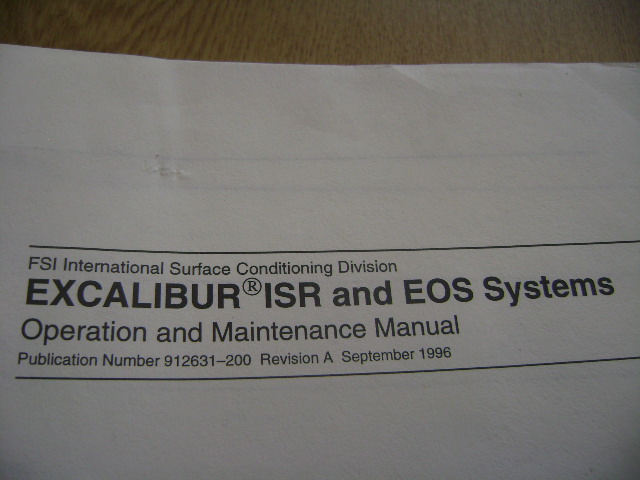 FSI International Surface Conditioning Division
EXCALIBUR®ISR and EOS Systems
Operation and Maintenance Manual
Publication Number 912631–200 Revision A September 1996